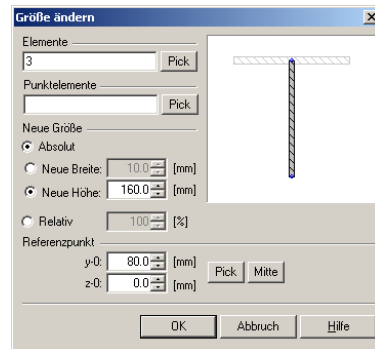 Größe ändern
Elemente
3 Pick
Punktelemente
Pick
Neue Größe
Absolut
Neue Breite: 10.0 [mm]
Neue Höhe: 160.0 [mm]
Relativ 100 [%]
Referenzpunkt
y-0: 80.0 [mm]
z-0: 0.0 [mm]
Pick Mitte
OK Abbruch Hilfe